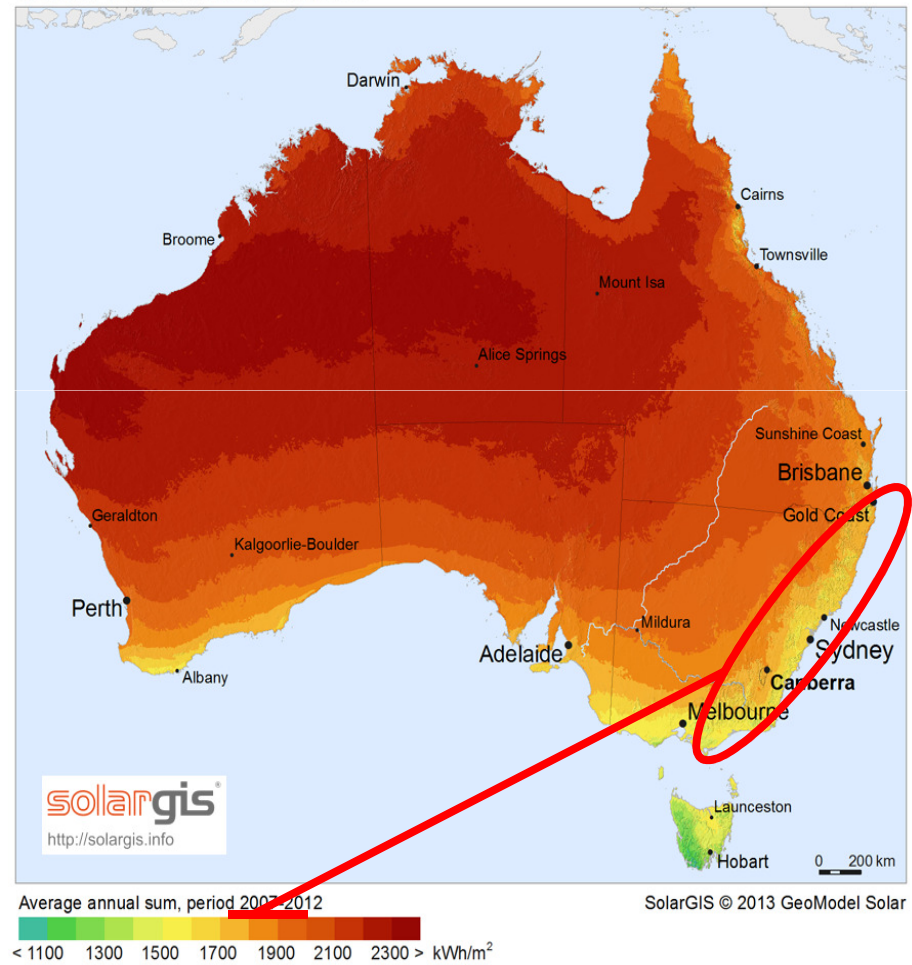 Darwin
Cairns
Broome
Townsville
Mount Isa
Alice Springs
Sunshine Coast
Brisbane
Geraldton
Gold Coast
Kalgoorlie-Boulder
Perth
Mildura
Newcastle
Adelaide
Sydney
Albany
Canberra
Melbourne
solargis
http://solargis.info
Launceston
Hobart
0 200 km
Average annual sum, period 2007-2012
SolarGIS © 2013 GeoModel Solar
< 1100 1300 1500 1700 1900 2100 2300 > kWh/m²